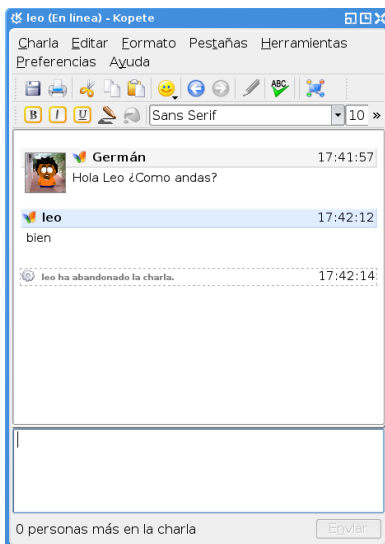 leo (En línea) - Kopete
Charla Editar Formato Pestañas Herramientas
Preferencias Ayuda
ABC
B I U Sans Serif 10 »
Germán 17:41:57
Hola Leo ¿Como andas?
leo 17:42:12
bien
leo ha abandonado la charla. 17:42:14
0 personas más en la charla Enviar